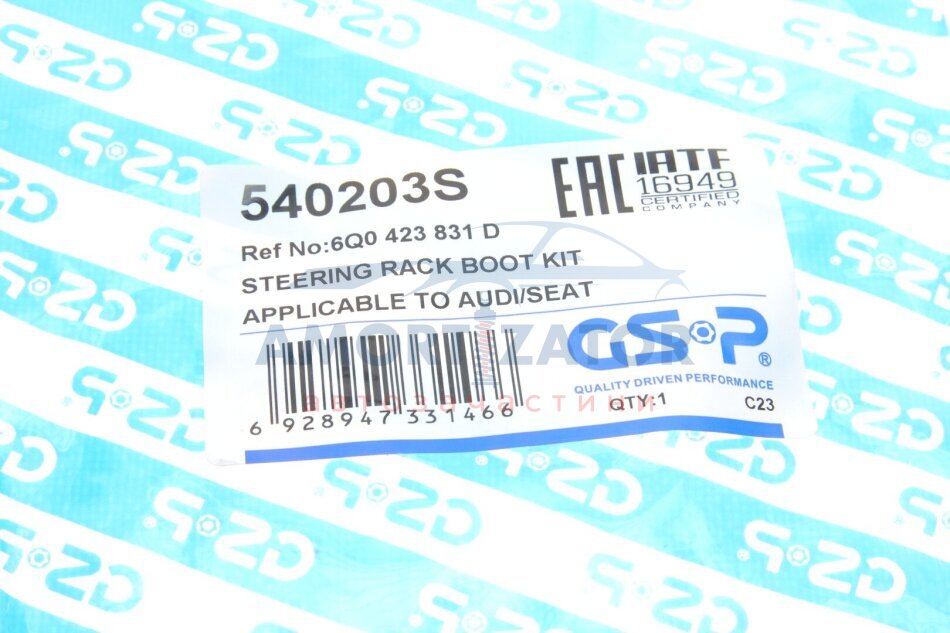 540203S
EAC
IATF
16949
CERTIFIED
COMPANY
Ref No:6Q0 423 831 D
STEERING RACK BOOT KIT
APPLICABLE TO AUDI/SEAT
AMORTIZATOR
автозапчастини
GSP®
QUALITY DRIVEN PERFORMANCE
6 928947 331466
QTY:1
C23